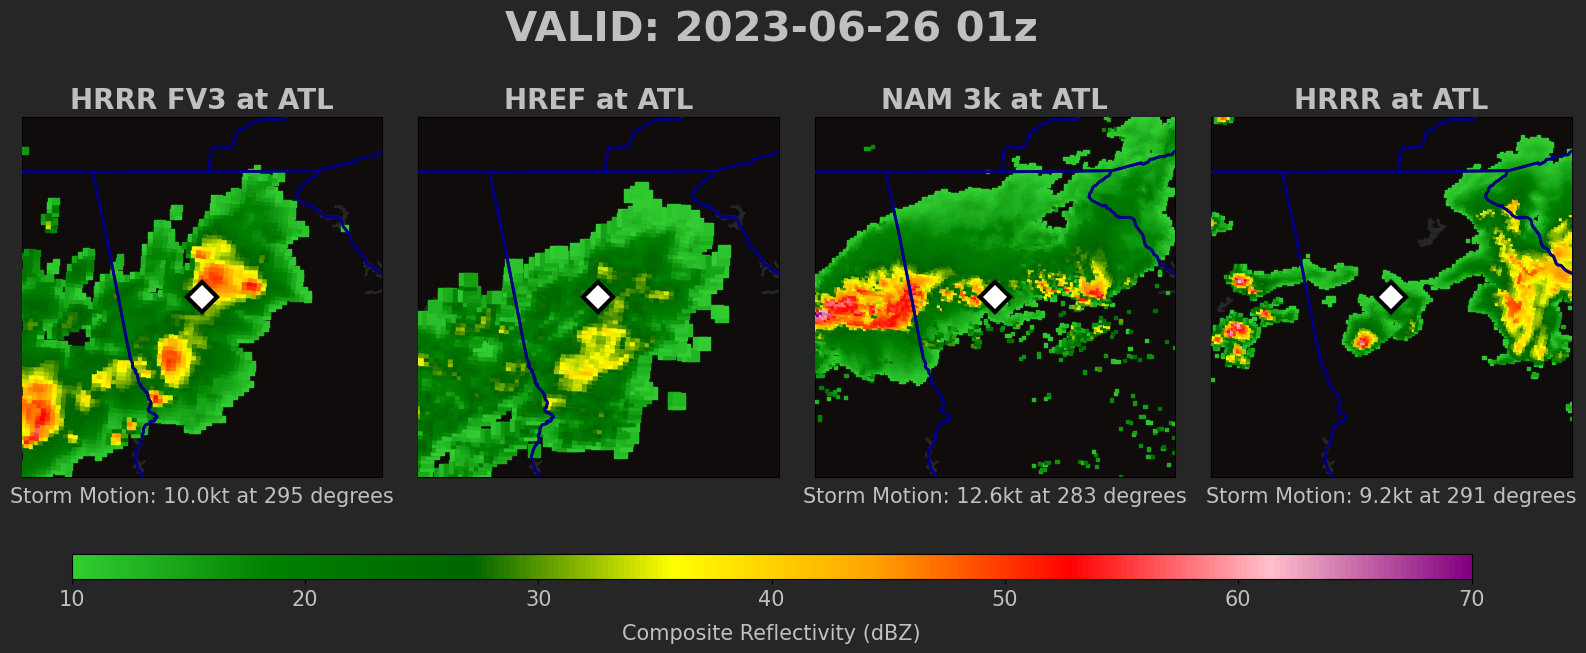 VALID: 2023-06-26 01z
HRRR FV3 at ATL
HREF at ATL
NAM 3k at ATL
HRRR at ATL
Storm Motion: 10.0kt at 295 degrees
Storm Motion: 12.6kt at 283 degrees
Storm Motion: 9.2kt at 291 degrees
10 20 30 40 50 60 70
Composite Reflectivity (dBZ)